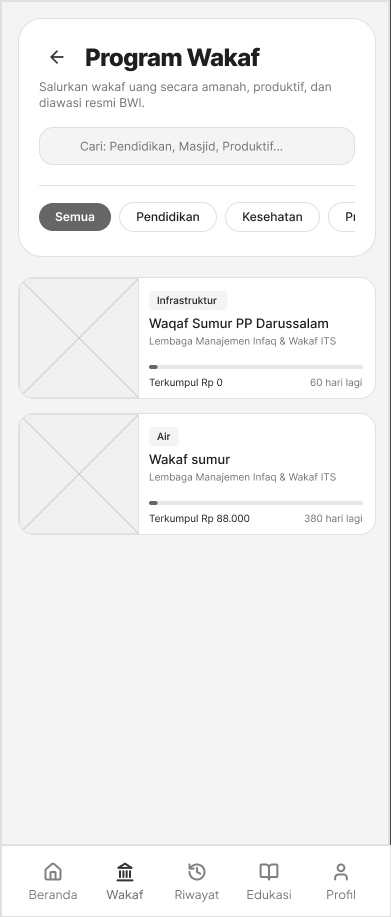 Program Wakaf
Salurkan wakaf uang secara amanah, produktif, dan
diawasi resmi BWI.
Cari: Pendidikan, Masjid, Produktif...
Semua
Pendidikan
Kesehatan
Infrastruktur
Waqaf Sumur PP Darussalam
Lembaga Manajemen Infaq & Wakaf ITS
Terkumpul Rp 0
60 hari lagi
Air
Wakaf sumur
Lembaga Manajemen Infaq & Wakaf ITS
Terkumpul Rp 88.000
380 hari lagi
Beranda
Wakaf
Riwayat
Edukasi
Profil